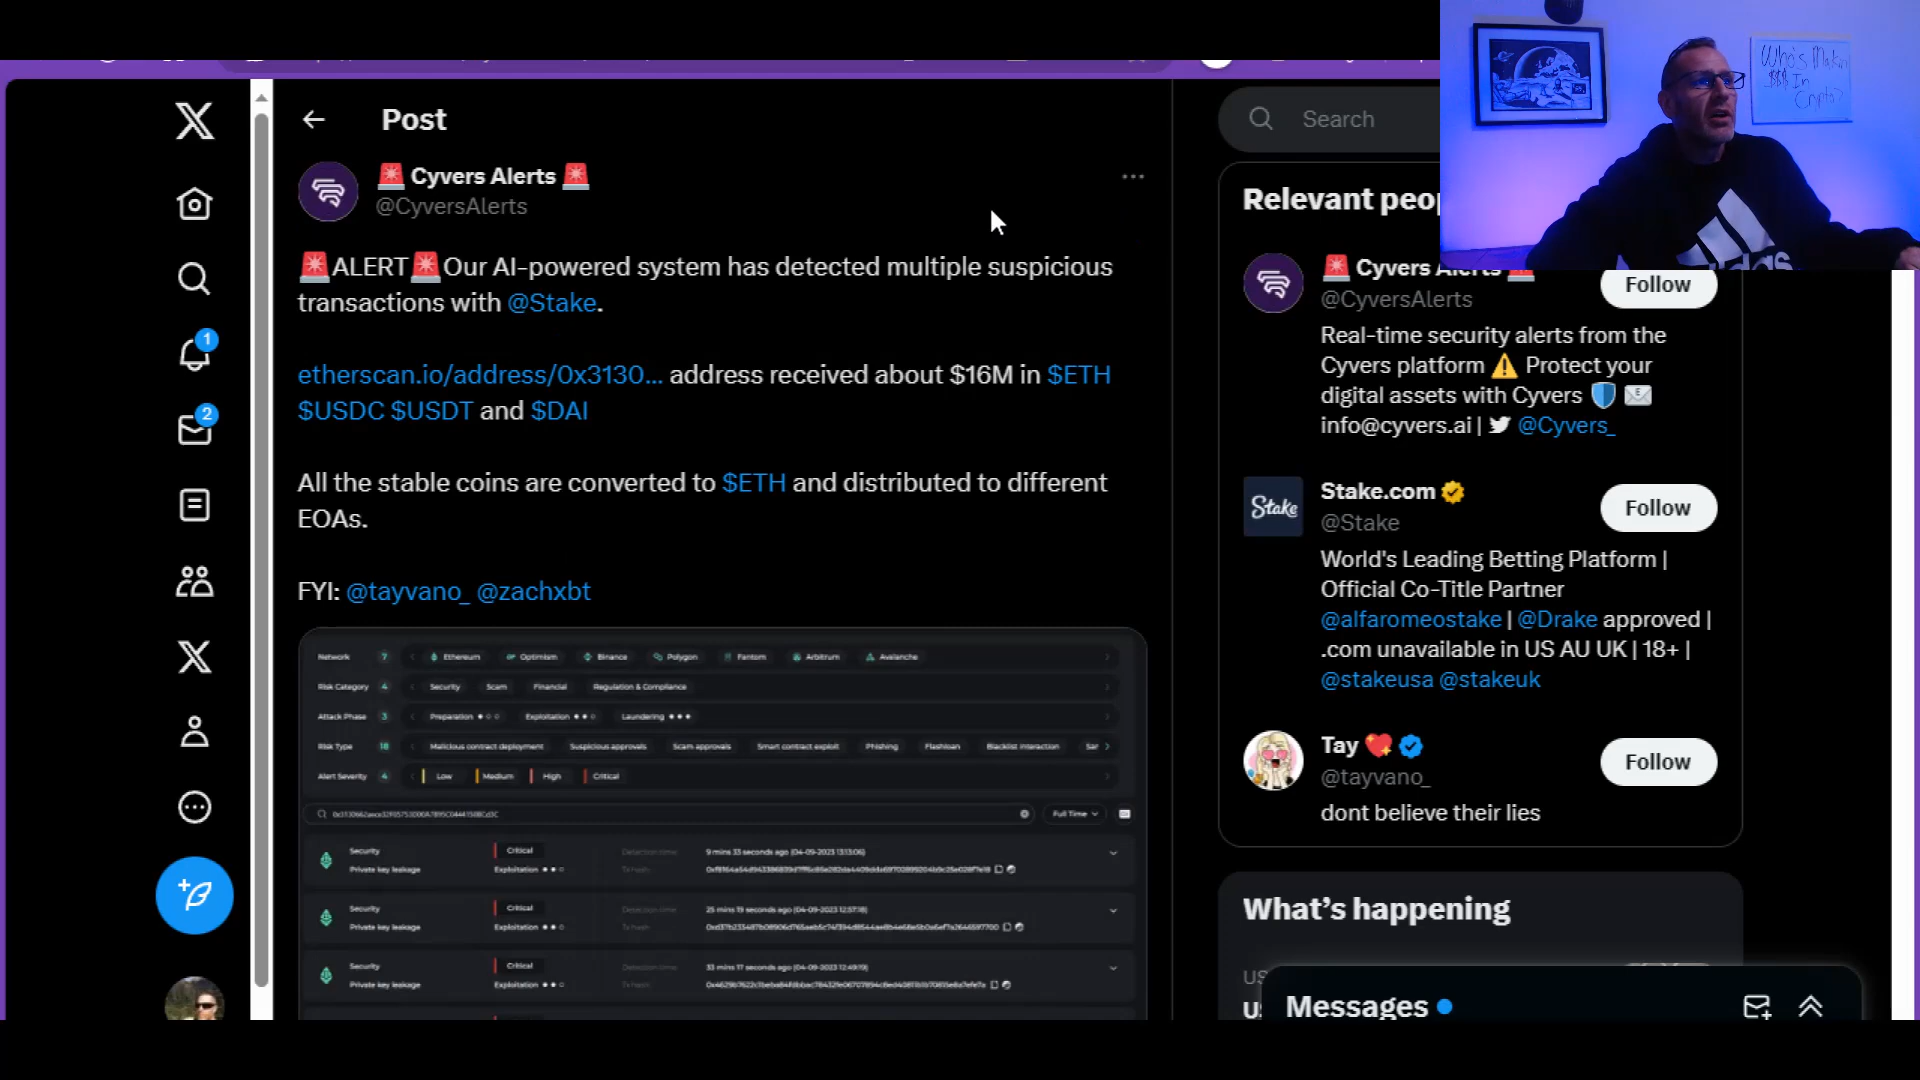 Post
Search
🚨 Cyvers Alerts 🚨
@CyversAlerts
🚨ALERT🚨Our AI-powered system has detected multiple suspicious
transactions with @Stake.
etherscan.io/address/0x3130... address received about $16M in $ETH
$USDC $USDT and $DAI
All the stable coins are converted to $ETH and distributed to different
EOAs.
FYI: @tayvano_ @zachxbt
Network 7 Ethereum Optimism Binance Polygon Fantom Arbitrum Avalanche
Risk Category 4 Security Scam Financial Regulation & Compliance
Attack Phase 3 Preparation Exploitation Laundering
Risk Type 18 Malicious contract deployment Suspicious approvals Scam approvals Smart contract exploit Phishing Flashloan Blacklist interaction
Alert Severity 4 Low Medium High Critical
Full Time
Security Critical Detection time: 9 mins 33 seconds ago (04-09-2023 13:13:06)
Private key leakage Exploitation Tx hash:
Security Critical Detection time: 25 mins 19 seconds ago (04-09-2023 12:57:18)
Private key leakage Exploitation Tx hash:
Security Critical Detection time: 33 mins 17 seconds ago (04-09-2023 12:49:19)
Private key leakage Exploitation Tx hash:
1
2
Relevant peo
🚨 Cyvers Alerts 🚨
@CyversAlerts
Follow
Real-time security alerts from the
Cyvers platform ⚠️ Protect your
digital assets with Cyvers 🛡️ ✉️
info@cyvers.ai | @Cyvers_
Stake
Stake.com
@Stake
Follow
World's Leading Betting Platform |
Official Co-Title Partner
@alfaromeostake | @Drake approved |
.com unavailable in US AU UK | 18+ |
@stakeusa @stakeuk
Tay 💖
@tayvano_
Follow
dont believe their lies
What's happening
US
Messages
Who's Makin
$$$ In
Crypto?
adidas